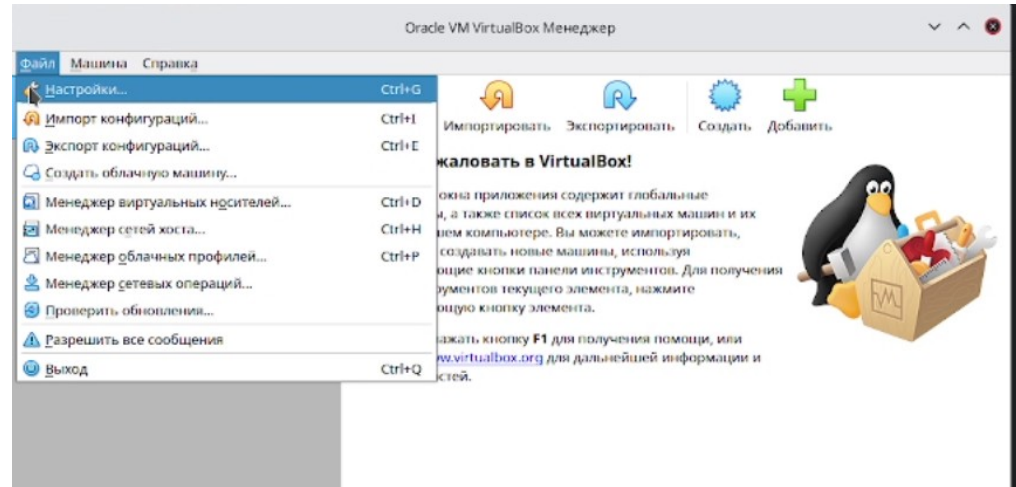 Oracle VM VirtualBox Менеджер
Файл Машина Справка
Настройки... Ctrl+G
Импорт конфигураций... Ctrl+I
Экспорт конфигураций... Ctrl+E
Создать облачную машину...
Менеджер виртуальных носителей... Ctrl+D
Менеджер сетей хоста... Ctrl+H
Менеджер облачных профилей... Ctrl+P
Менеджер сетевых операций...
Проверить обновления...
Разрешить все сообщения
Выход Ctrl+Q
Импортировать Экспортировать Создать Добавить
жаловать в VirtualBox!
окна приложения содержит глобальные
, а также список всех виртуальных машин и их
ем компьютере. Вы можете импортировать,
создавать новые машины, используя
ющие кнопки панели инструментов. Для получения
рументов текущего элемента, нажмите
ющую кнопку элемента.
ажать кнопку F1 для получения помощи, или
w.virtualbox.org для дальнейшей информации и
стей.